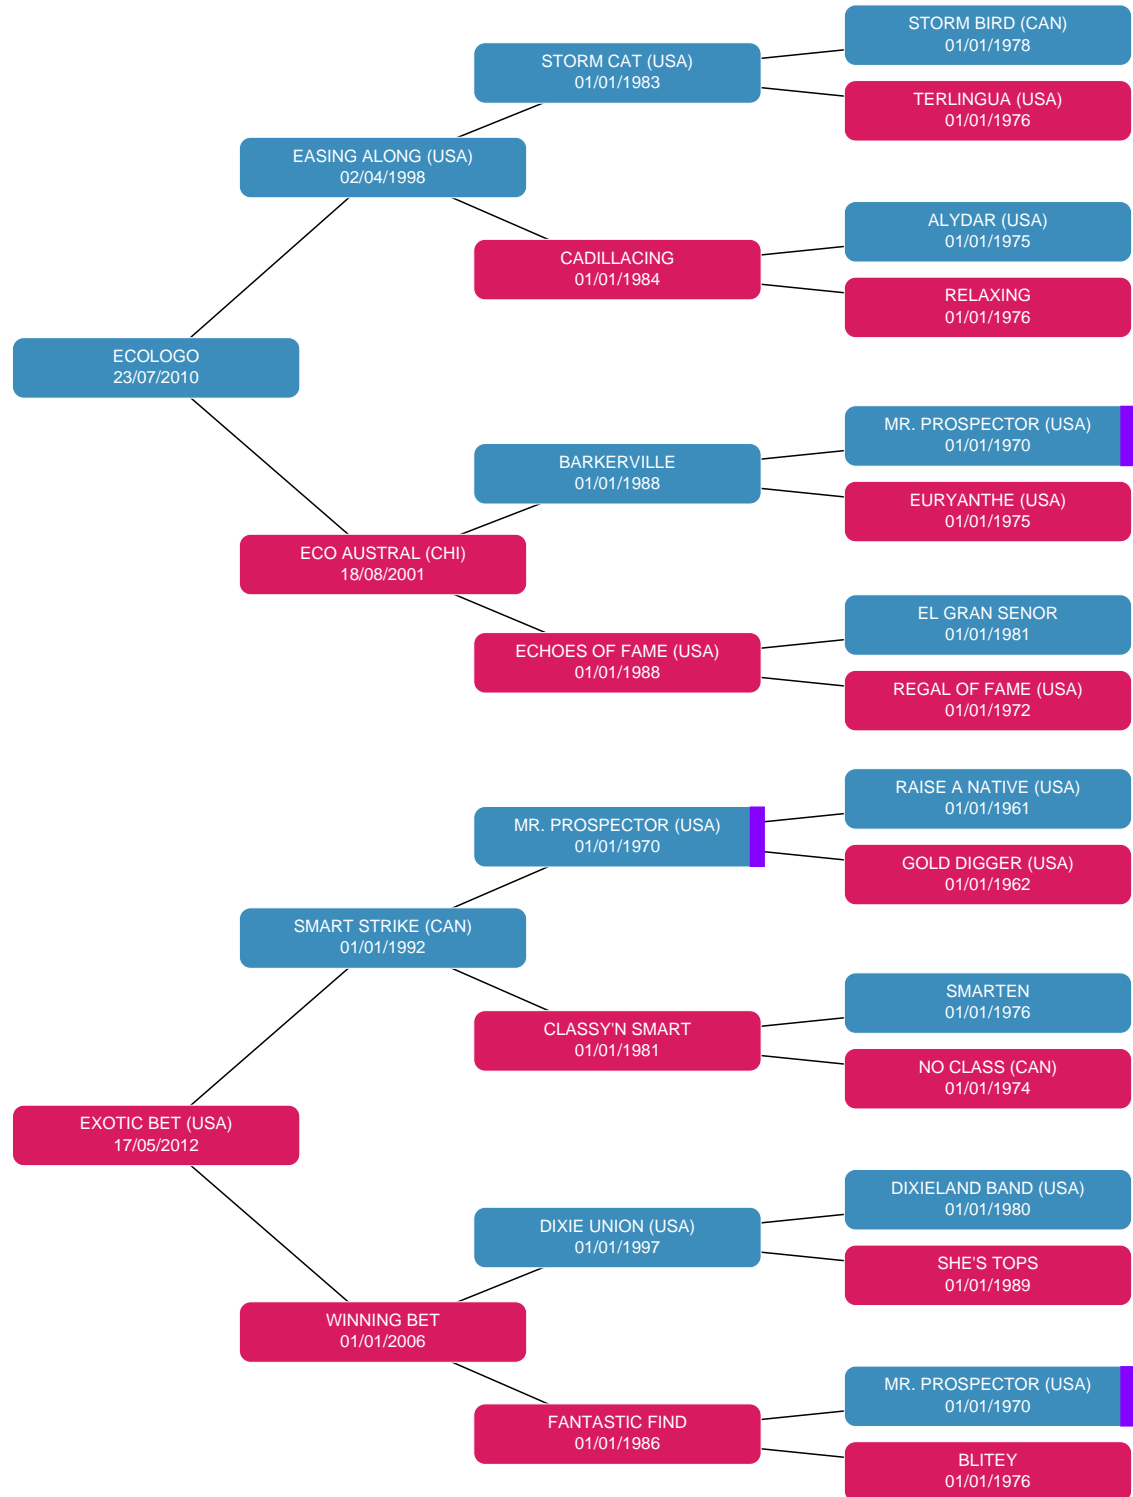 STORM BIRD (CAN)
01/01/1978
STORM CAT (USA)
01/01/1983
TERLINGUA (USA)
01/01/1976
EASING ALONG (USA)
02/04/1998
ALYDAR (USA)
01/01/1975
CADILLACING
01/01/1984
RELAXING
01/01/1976
ECOLOGO
23/07/2010
MR. PROSPECTOR (USA)
01/01/1970
BARKERVILLE
01/01/1988
EURYANTHE (USA)
01/01/1975
ECO AUSTRAL (CHI)
18/08/2001
EL GRAN SENOR
01/01/1981
ECHOES OF FAME (USA)
01/01/1988
REGAL OF FAME (USA)
01/01/1972
RAISE A NATIVE (USA)
01/01/1961
MR. PROSPECTOR (USA)
01/01/1970
GOLD DIGGER (USA)
01/01/1962
SMART STRIKE (CAN)
01/01/1992
SMARTEN
01/01/1976
CLASSY'N SMART
01/01/1981
NO CLASS (CAN)
01/01/1974
EXOTIC BET (USA)
17/05/2012
DIXIELAND BAND (USA)
01/01/1980
DIXIE UNION (USA)
01/01/1997
SHE'S TOPS
01/01/1989
WINNING BET
01/01/2006
MR. PROSPECTOR (USA)
01/01/1970
FANTASTIC FIND
01/01/1986
BLITEY
01/01/1976